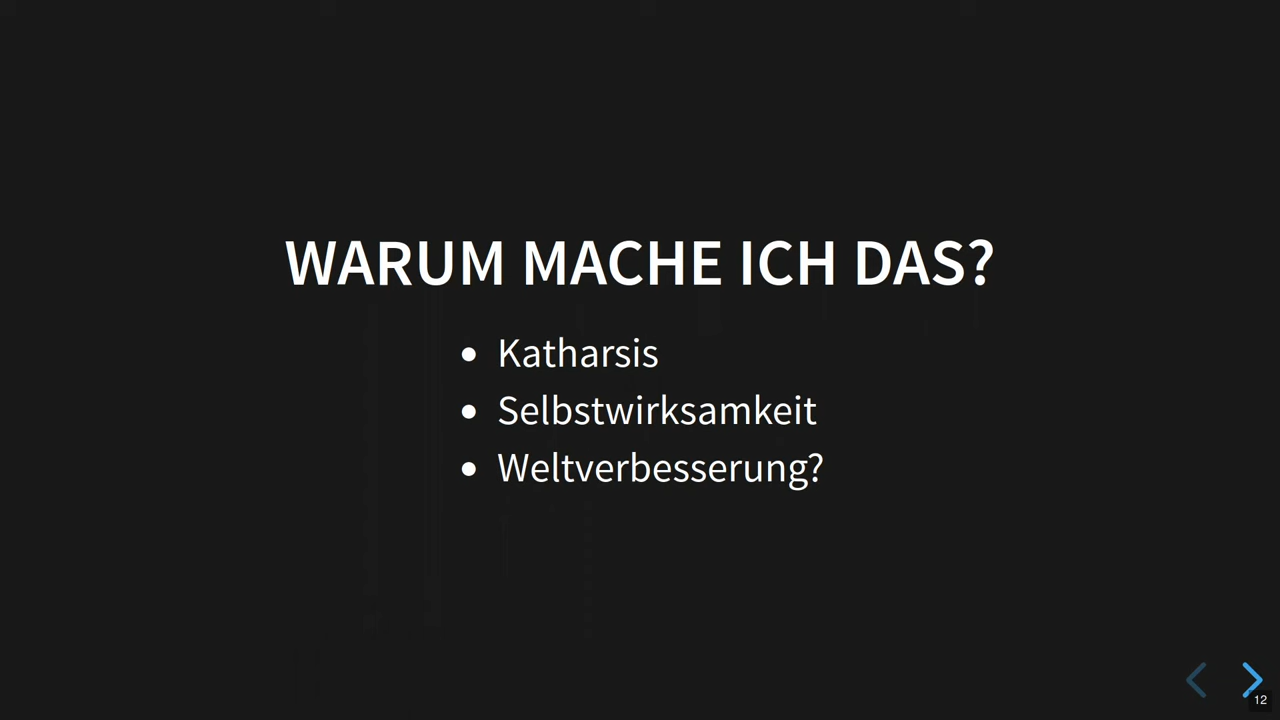 WARUM MACHE ICH DAS?
• Katharsis
• Selbstwirksamkeit
• Weltverbesserung?
12